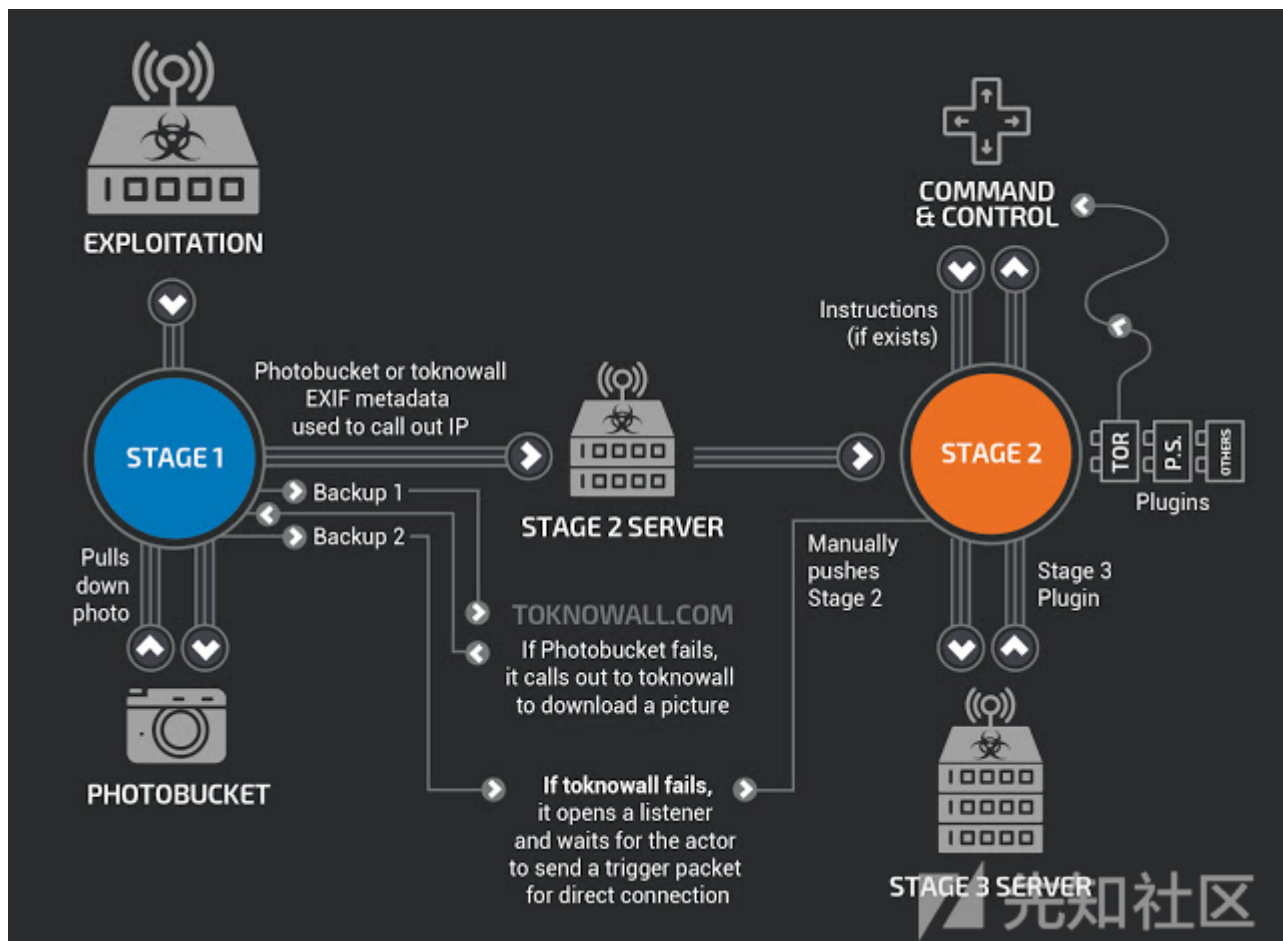 EXPLOITATION
COMMAND
& CONTROL
Instructions
(if exists)
Photobucket or toknowall
EXIF metadata
used to call out IP
STAGE 1
STAGE 2
TOR
P.S.
OTHERS
Plugins
Backup 1
Backup 2
STAGE 2 SERVER
Pulls
down
photo
Manually
pushes
Stage 2
Stage 3
Plugin
TOKNOWALL.COM
If Photobucket fails,
it calls out to toknowall
to download a picture
PHOTOBUCKET
If toknowall fails,
it opens a listener
and waits for the actor
to send a trigger packet
for direct connection
STAGE 3 SERVER
先知社区